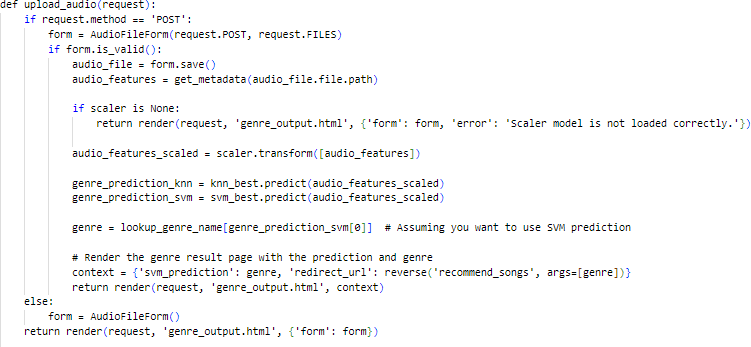 def upload_audio(request):
    if request.method == 'POST':
        form = AudioFileForm(request.POST, request.FILES)
        if form.is_valid():
            audio_file = form.save()
            audio_features = get_metadata(audio_file.file.path)

            if scaler is None:
                return render(request, 'genre_output.html', {'form': form, 'error': 'Scaler model is not loaded correctly.'})

            audio_features_scaled = scaler.transform([audio_features])

            genre_prediction_knn = knn_best.predict(audio_features_scaled)
            genre_prediction_svm = svm_best.predict(audio_features_scaled)

            genre = lookup_genre_name[genre_prediction_svm[0]]  # Assuming you want to use SVM prediction

            # Render the genre result page with the prediction and genre
            context = {'svm_prediction': genre, 'redirect_url': reverse('recommend_songs', args=[genre])}
            return render(request, 'genre_output.html', context)
    else:
        form = AudioFileForm()
    return render(request, 'genre_output.html', {'form': form})